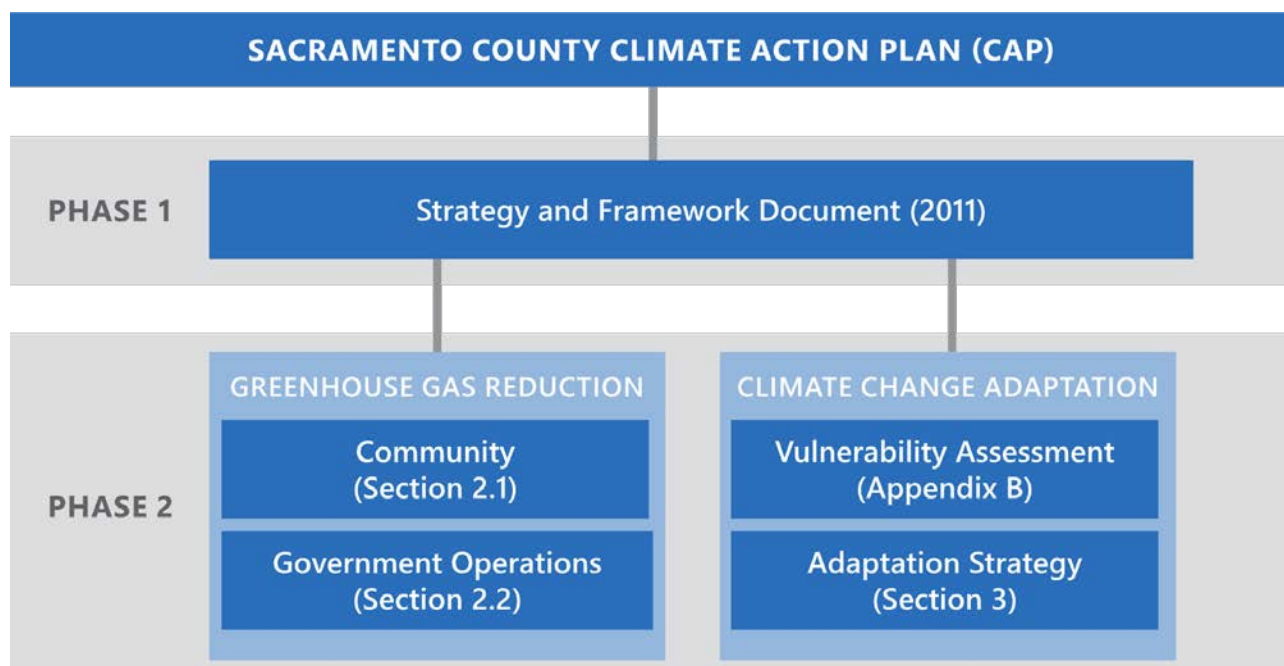 SACRAMENTO COUNTY CLIMATE ACTION PLAN (CAP)
PHASE 1
Strategy and Framework Document (2011)
PHASE 2
GREENHOUSE GAS REDUCTION
Community
(Section 2.1)
Government Operations
(Section 2.2)
CLIMATE CHANGE ADAPTATION
Vulnerability Assessment
(Appendix B)
Adaptation Strategy
(Section 3)